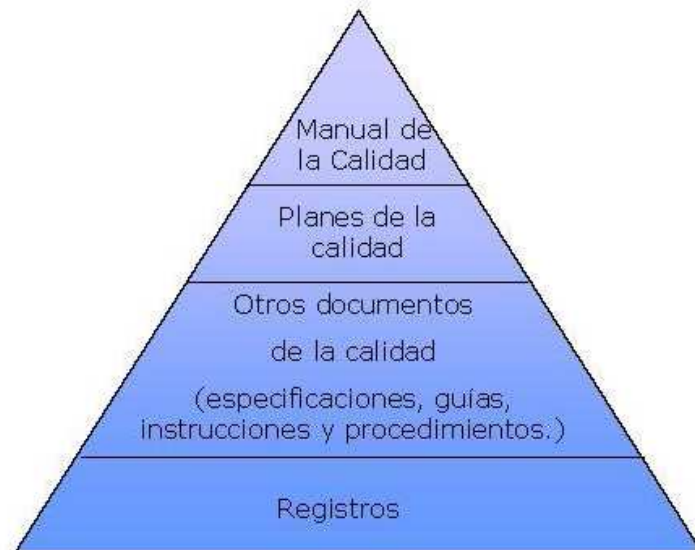 Manual de
la Calidad
Planes de la
calidad
Otros documentos
de la calidad
(especificaciones, guías,
instrucciones y procedimientos.)
Registros